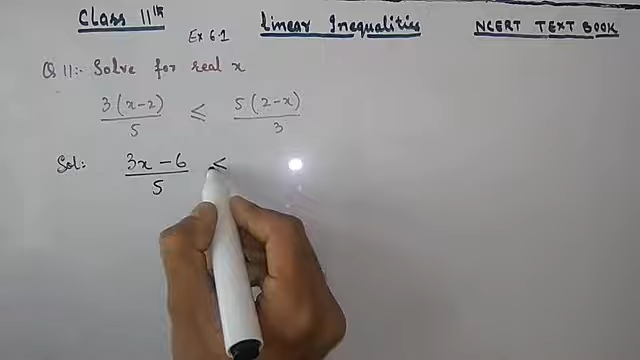 Class 11th Linear Inequalities NCERT TEXT BOOK
Ex 6.1
Q 11:- Solve for real x
3(x-2)/5 ≤ 5(2-x)/3
Sol: 3x-6/5 ≤